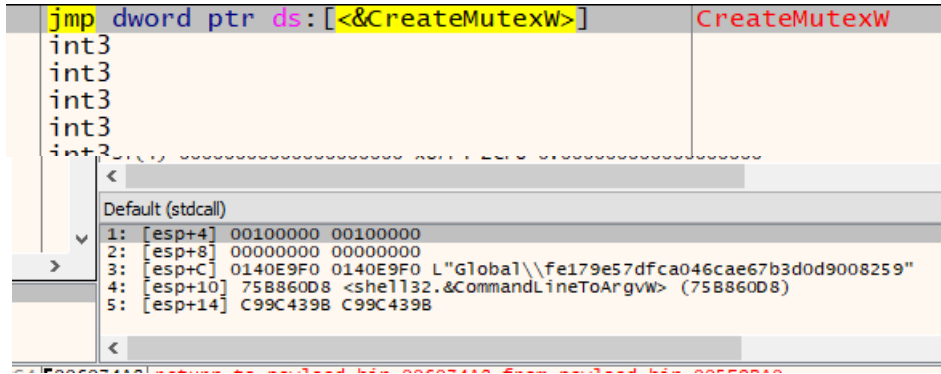 jmp dword ptr ds:[<&CreateMutexW>] CreateMutexW
int3
int3
int3
int3
int3
Default (stdcall)
1: [esp+4] 00100000 00100000
2: [esp+8] 00000000 00000000
3: [esp+C] 0140E9F0 0140E9F0 L"Global\\fe179e57dfca046cae67b3d0d9008259"
4: [esp+10] 75B860D8 <shell32.&CommandLineToArgvW> (75B860D8)
5: [esp+14] C99C439B C99C439B